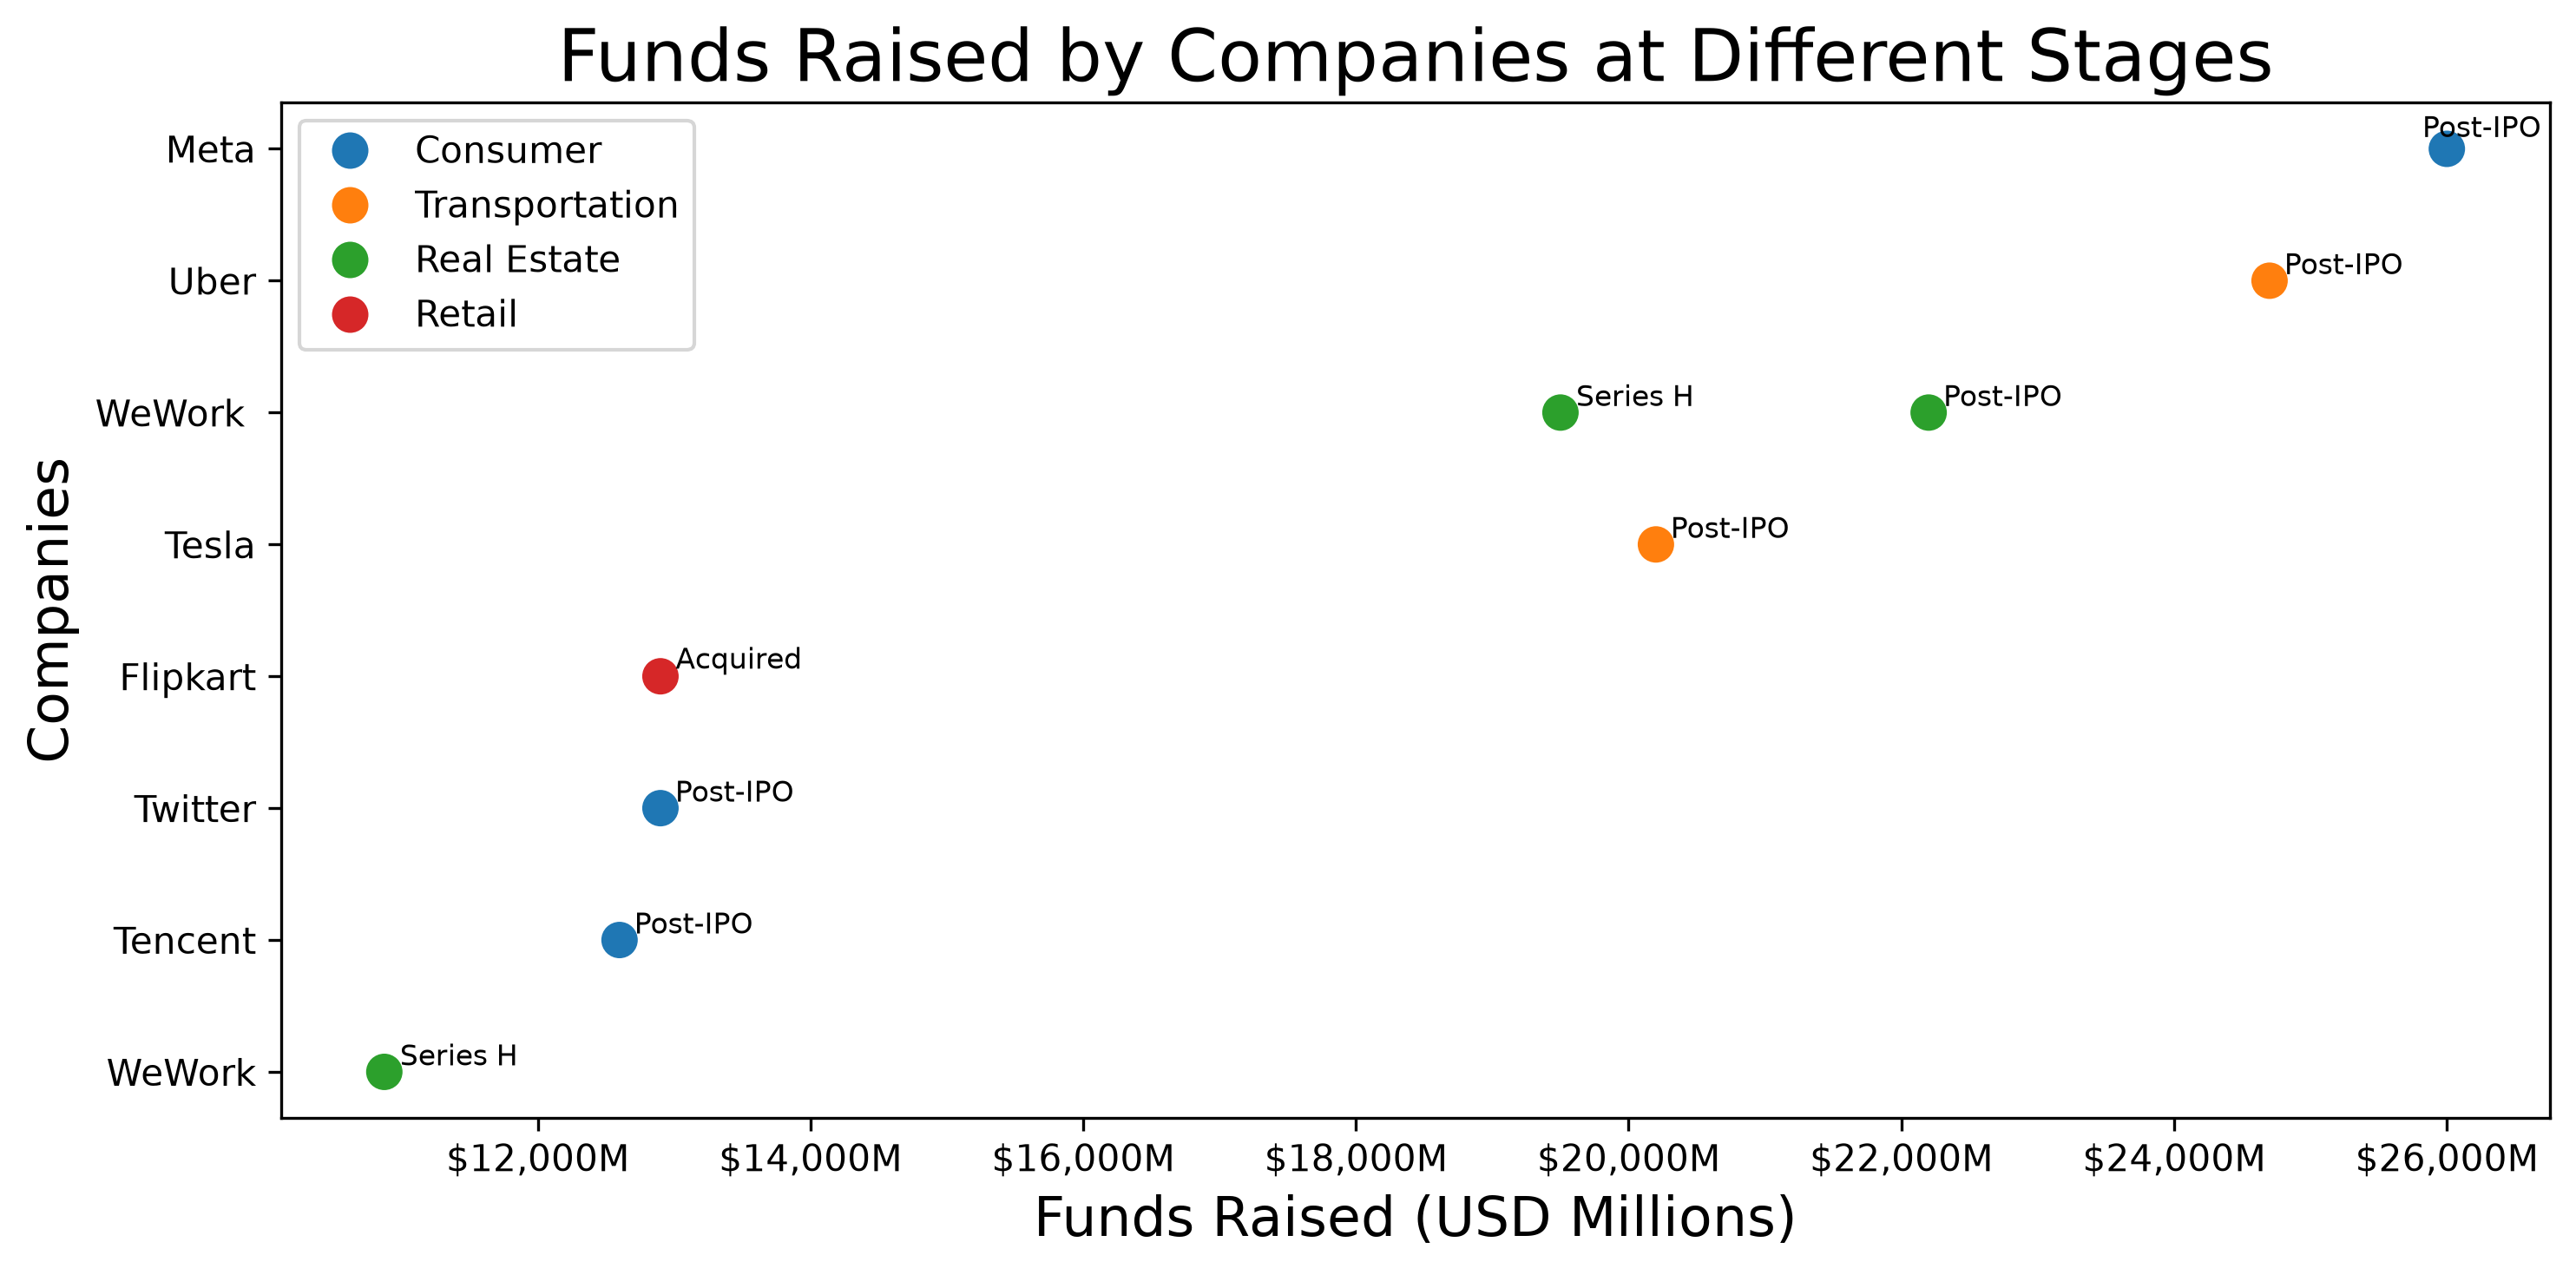 Funds Raised by Companies at Different Stages
Consumer
Transportation
Real Estate
Retail
Companies
Meta
Post-IPO
Uber
Post-IPO
WeWork
Series H
Post-IPO
Tesla
Post-IPO
Flipkart
Acquired
Twitter
Post-IPO
Tencent
Post-IPO
WeWork
Series H
$12,000M $14,000M $16,000M $18,000M $20,000M $22,000M $24,000M $26,000M
Funds Raised (USD Millions)